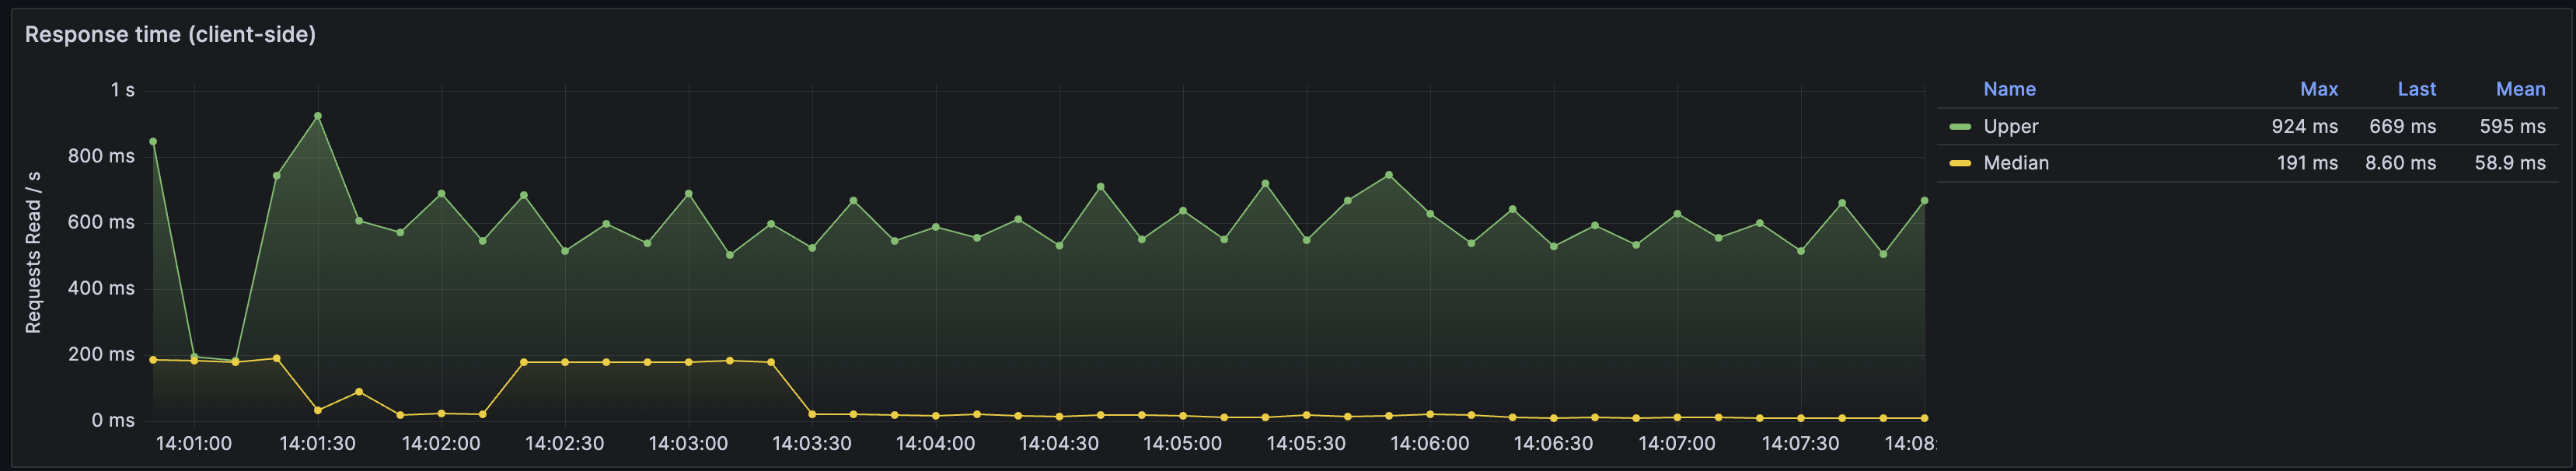 Response time (client-side)
Requests Read / s
1 s
800 ms
600 ms
400 ms
200 ms
0 ms
14:01:00 14:01:30 14:02:00 14:02:30 14:03:00 14:03:30 14:04:00 14:04:30 14:05:00 14:05:30 14:06:00 14:06:30 14:07:00 14:07:30 14:08:
Name Max Last Mean
Upper 924 ms 669 ms 595 ms
Median 191 ms 8.60 ms 58.9 ms